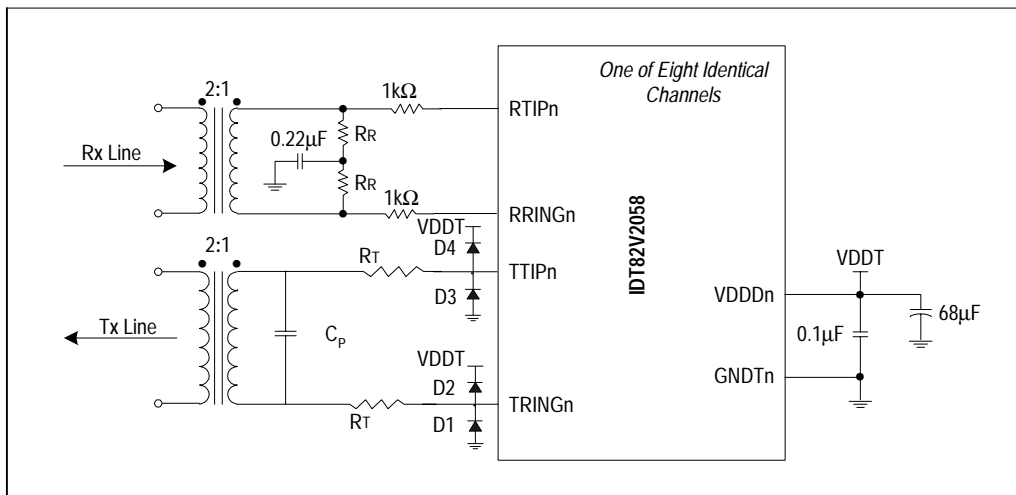 One of Eight Identical
Channels
2:1
1kΩ
RTIPn
RR
0.22µF
Rx Line
RR
1kΩ
RRINGn
VDDT
D4
2:1
RT
TTIPn
D3
IDT82V2058
VDDT
VDDDn
68µF
0.1µF
Tx Line
CP
VDDT
D2
GNDTn
TRINGn
RT
D1